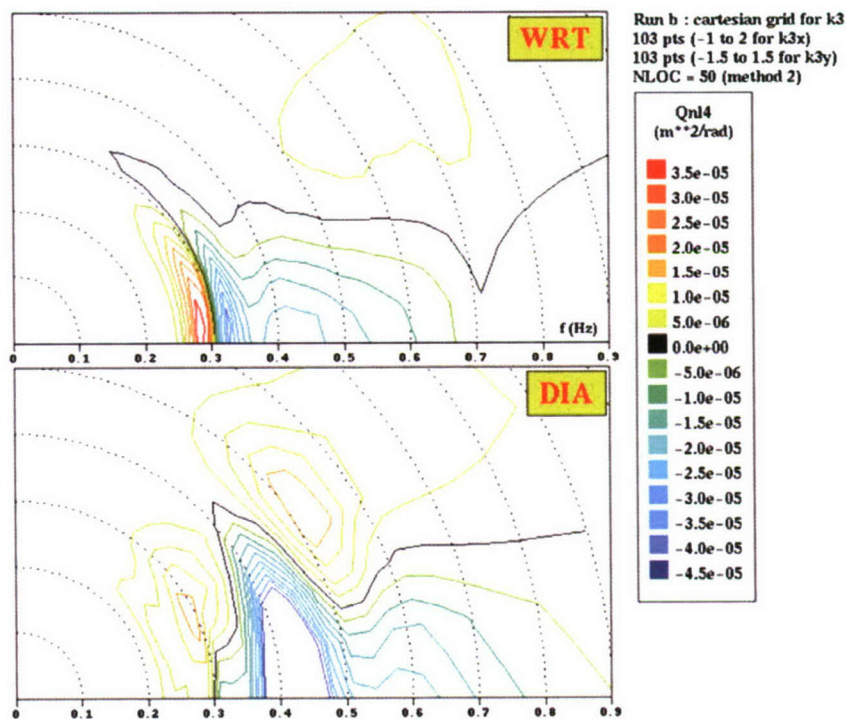 WRT
f (Hz)
0 0.1 0.2 0.3 0.4 0.5 0.6 0.7 0.8 0.9
DIA
0 0.1 0.2 0.3 0.4 0.5 0.6 0.7 0.8 0.9
Run b : cartesian grid for k3
103 pts (-1 to 2 for k3x)
103 pts (-1.5 to 1.5 for k3y)
NLOC = 50 (method 2)
Qnl4
(m**2/rad)
3.5e-05
3.0e-05
2.5e-05
2.0e-05
1.5e-05
1.0e-05
5.0e-06
0.0e+00
-5.0e-06
-1.0e-05
-1.5e-05
-2.0e-05
-2.5e-05
-3.0e-05
-3.5e-05
-4.0e-05
-4.5e-05